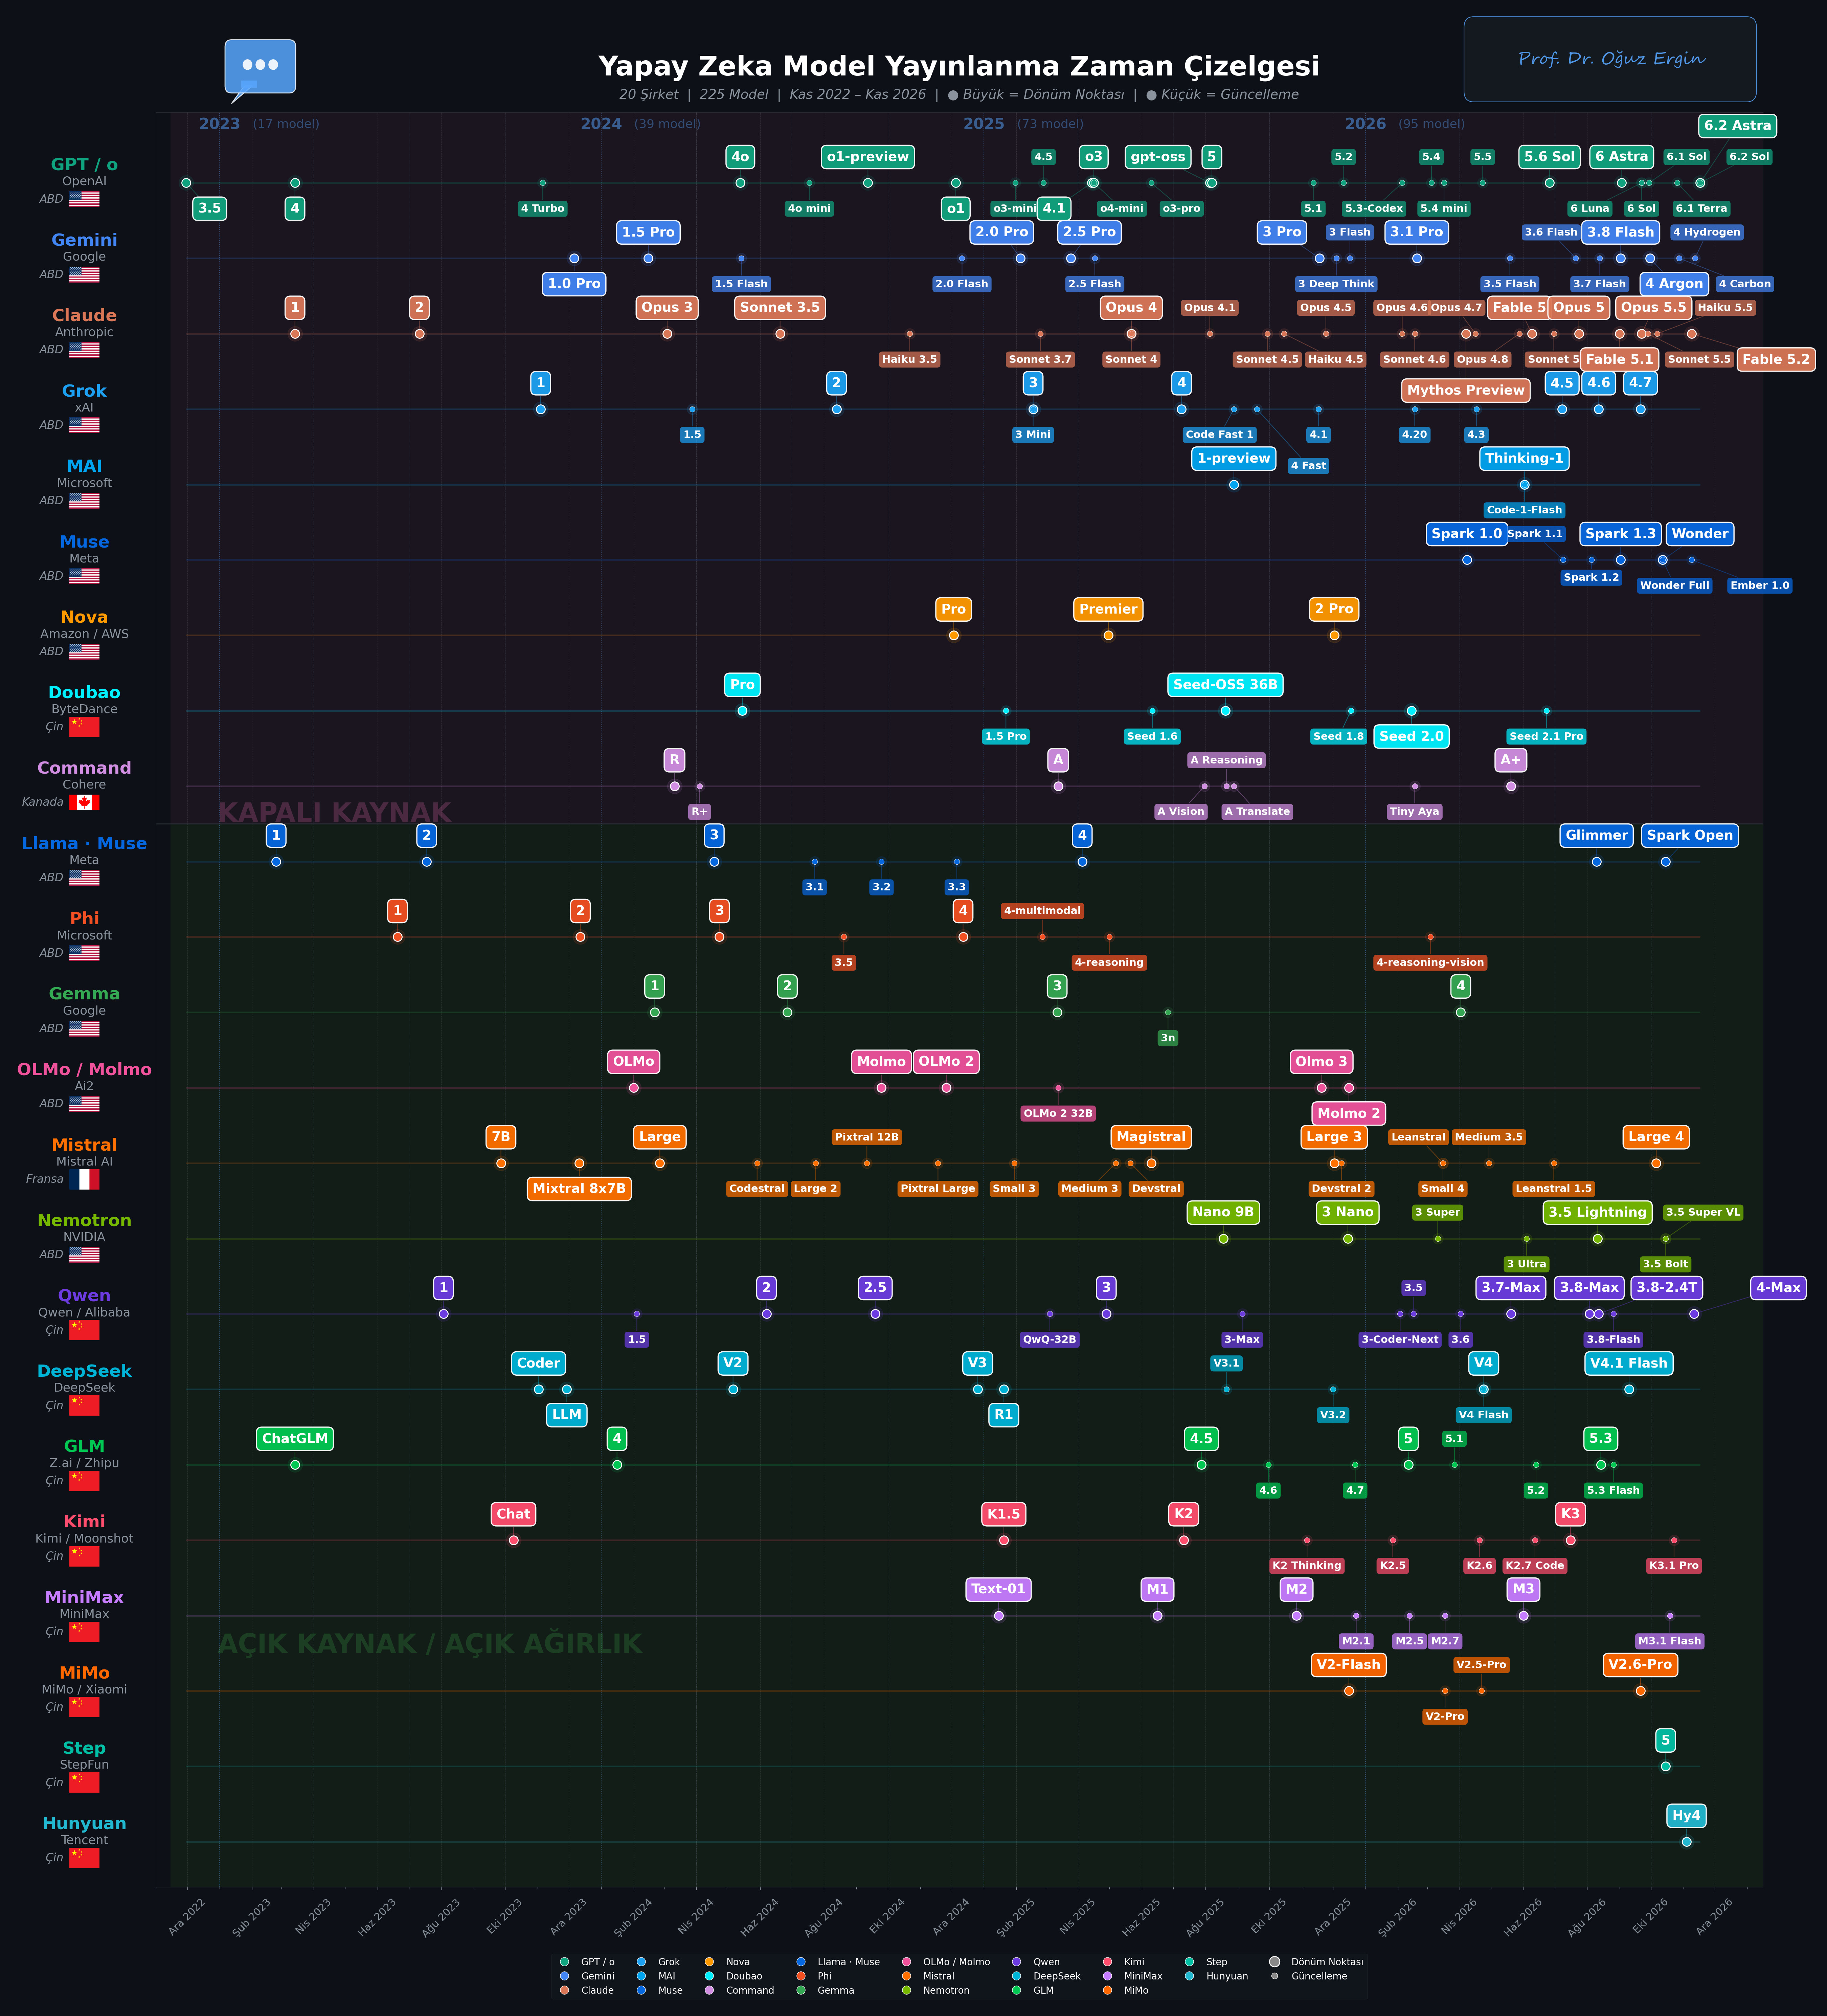 Yapay Zeka Model Yayınlanma Zaman Çizelgesi
Prof. Dr. Oğuz Ergin
20 Şirket | 225 Model | Kas 2022 – Kas 2026 | ● Büyük = Dönüm Noktası | ● Küçük = Güncelleme
2023 (17 model) 2024 (39 model) 2025 (73 model) 2026 (95 model)
6.2 Astra
4o o1-preview 4.5 o3 gpt-oss 5 5.2 5.4 5.5 5.6 Sol 6 Astra 6.1 Sol 6.2 Sol
GPT / o
OpenAI
ABD
3.5 4 4 Turbo 4o mini o1 o3-mini 4.1 o4-mini o3-pro 5.1 5.3-Codex 5.4 mini 6 Luna 6 Sol 6.1 Terra
1.5 Pro 2.0 Pro 2.5 Pro 3 Pro 3 Flash 3.1 Pro 3.6 Flash 3.8 Flash 4 Hydrogen
Gemini
Google
ABD
1.0 Pro 1.5 Flash 2.0 Flash 2.5 Flash 3 Deep Think 3.5 Flash 3.7 Flash 4 Argon 4 Carbon
1 2 Opus 3 Sonnet 3.5 Opus 4 Opus 4.1 Opus 4.5 Opus 4.6 Opus 4.7 Fable 5 Opus 5 Opus 5.5 Haiku 5.5
Claude
Anthropic
ABD
Haiku 3.5 Sonnet 3.7 Sonnet 4 Sonnet 4.5 Haiku 4.5 Sonnet 4.6 Opus 4.8 Sonnet 5 Fable 5.1 Sonnet 5.5 Fable 5.2
Mythos Preview
1 2 3 4 4.5 4.6 4.7
Grok
xAI
ABD
1.5 3 Mini Code Fast 1 4.1 4.20 4.3
4 Fast
1-preview Thinking-1
MAI
Microsoft
ABD
Code-1-Flash
Spark 1.0 Spark 1.1 Spark 1.3 Wonder
Muse
Meta
ABD
Spark 1.2 Wonder Full Ember 1.0
Pro Premier 2 Pro
Nova
Amazon / AWS
ABD
Pro Seed-OSS 36B
Doubao
ByteDance
Çin
1.5 Pro Seed 1.6 Seed 1.8 Seed 2.0 Seed 2.1 Pro
R A A Reasoning A+
Command
Cohere
Kanada
R+ A Vision A Translate Tiny Aya
KAPALI KAYNAK
1 2 3 4 Glimmer Spark Open
Llama · Muse
Meta
ABD
3.1 3.2 3.3
1 2 3 4 4-multimodal
Phi
Microsoft
ABD
3.5 4-reasoning 4-reasoning-vision
1 2 3 4
Gemma
Google
ABD
3n
OLMo Molmo OLMo 2 Olmo 3
OLMo / Molmo
Ai2
ABD
OLMo 2 32B Molmo 2
7B Large Pixtral 12B Magistral Large 3 Leanstral Medium 3.5 Large 4
Mistral
Mistral AI
Fransa
Mixtral 8x7B Codestral Large 2 Pixtral Large Small 3 Medium 3 Devstral Devstral 2 Small 4 Leanstral 1.5
Nano 9B 3 Nano 3 Super 3.5 Lightning 3.5 Super VL
Nemotron
NVIDIA
ABD
3 Ultra 3.5 Bolt
1 2 2.5 3 3.5 3.7-Max 3.8-Max 3.8-2.4T 4-Max
Qwen
Qwen / Alibaba
Çin
1.5 QwQ-32B 3-Max 3-Coder-Next 3.6 3.8-Flash
Coder V2 V3 V3.1 V4 V4.1 Flash
DeepSeek
DeepSeek
Çin
LLM R1 V3.2 V4 Flash
ChatGLM 4 4.5 5 5.1 5.3
GLM
Z.ai / Zhipu
Çin
4.6 4.7 5.2 5.3 Flash
Chat K1.5 K2 K3
Kimi
Kimi / Moonshot
Çin
K2 Thinking K2.5 K2.6 K2.7 Code K3.1 Pro
Text-01 M1 M2 M3
MiniMax
MiniMax
Çin
M2.1 M2.5 M2.7 M3.1 Flash
AÇIK KAYNAK / AÇIK AĞIRLIK
V2-Flash V2.5-Pro V2.6-Pro
MiMo
MiMo / Xiaomi
Çin
V2-Pro
5
Step
StepFun
Çin
Hy4
Hunyuan
Tencent
Çin
Ara 2022 Şub 2023 Nis 2023 Haz 2023 Ağu 2023 Eki 2023 Ara 2023 Şub 2024 Nis 2024 Haz 2024 Ağu 2024 Eki 2024 Ara 2024 Şub 2025 Nis 2025 Haz 2025 Ağu 2025 Eki 2025 Ara 2025 Şub 2026 Nis 2026 Haz 2026 Ağu 2026 Eki 2026 Ara 2026
GPT / o Grok Nova Llama · Muse OLMo / Molmo Qwen Kimi Step Dönüm Noktası
Gemini MAI Doubao Phi Mistral DeepSeek MiniMax Hunyuan Güncelleme
Claude Muse Command Gemma Nemotron GLM MiMo